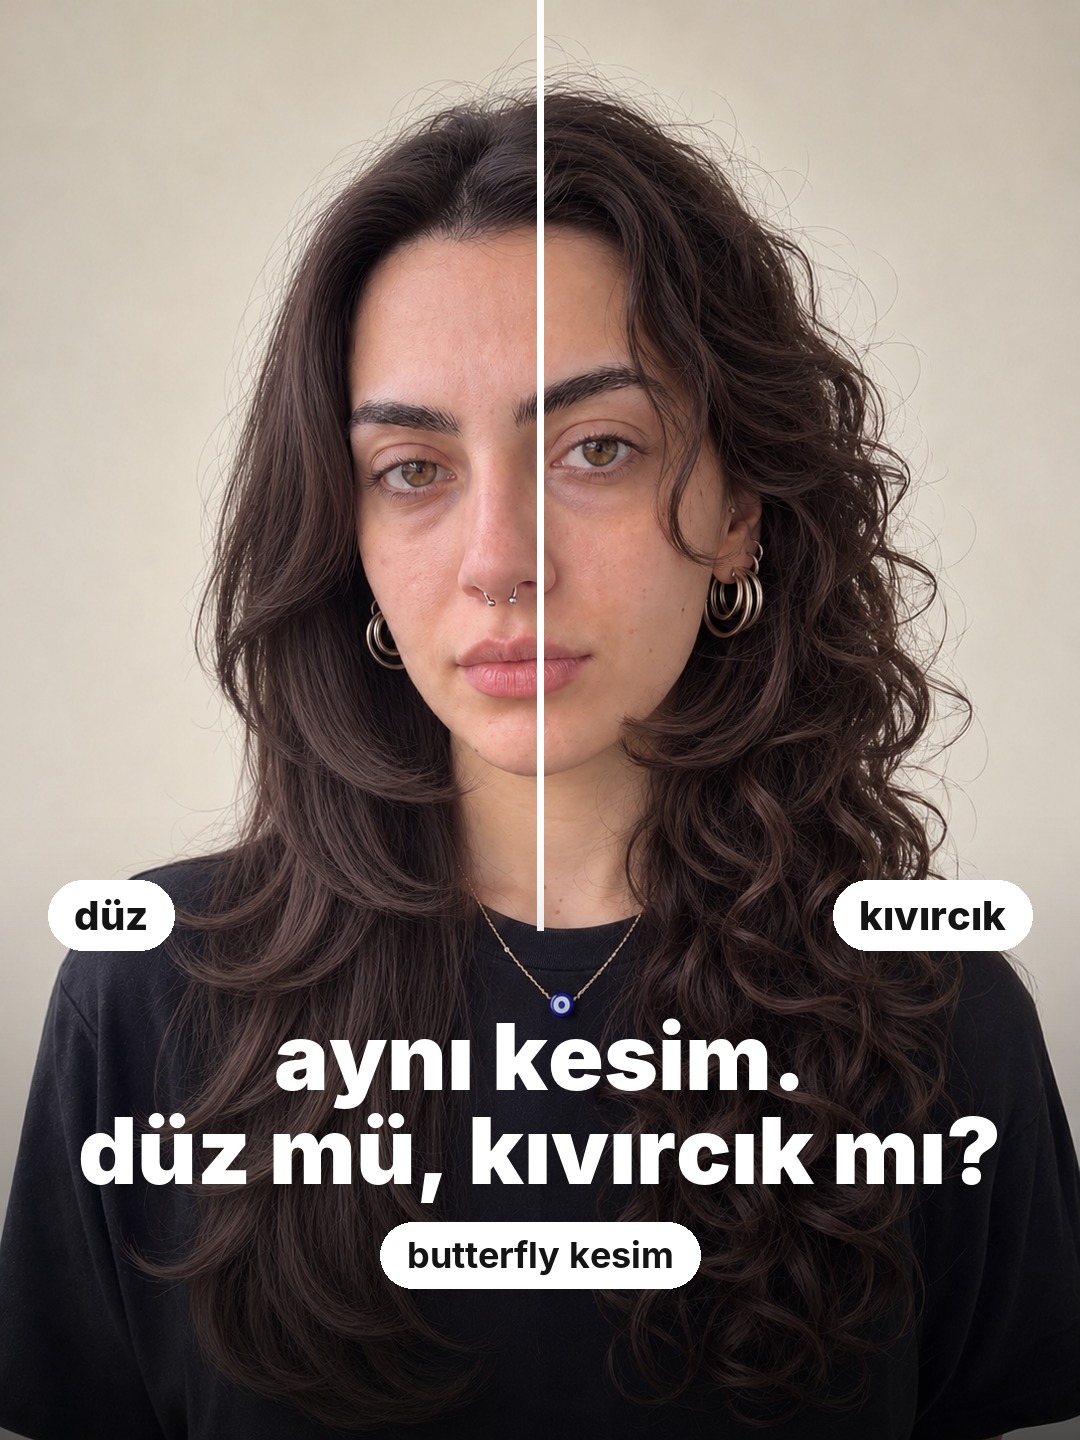 düz
kıvırcık
aynı kesim.
düz mü, kıvırcık mı?
butterfly kesim